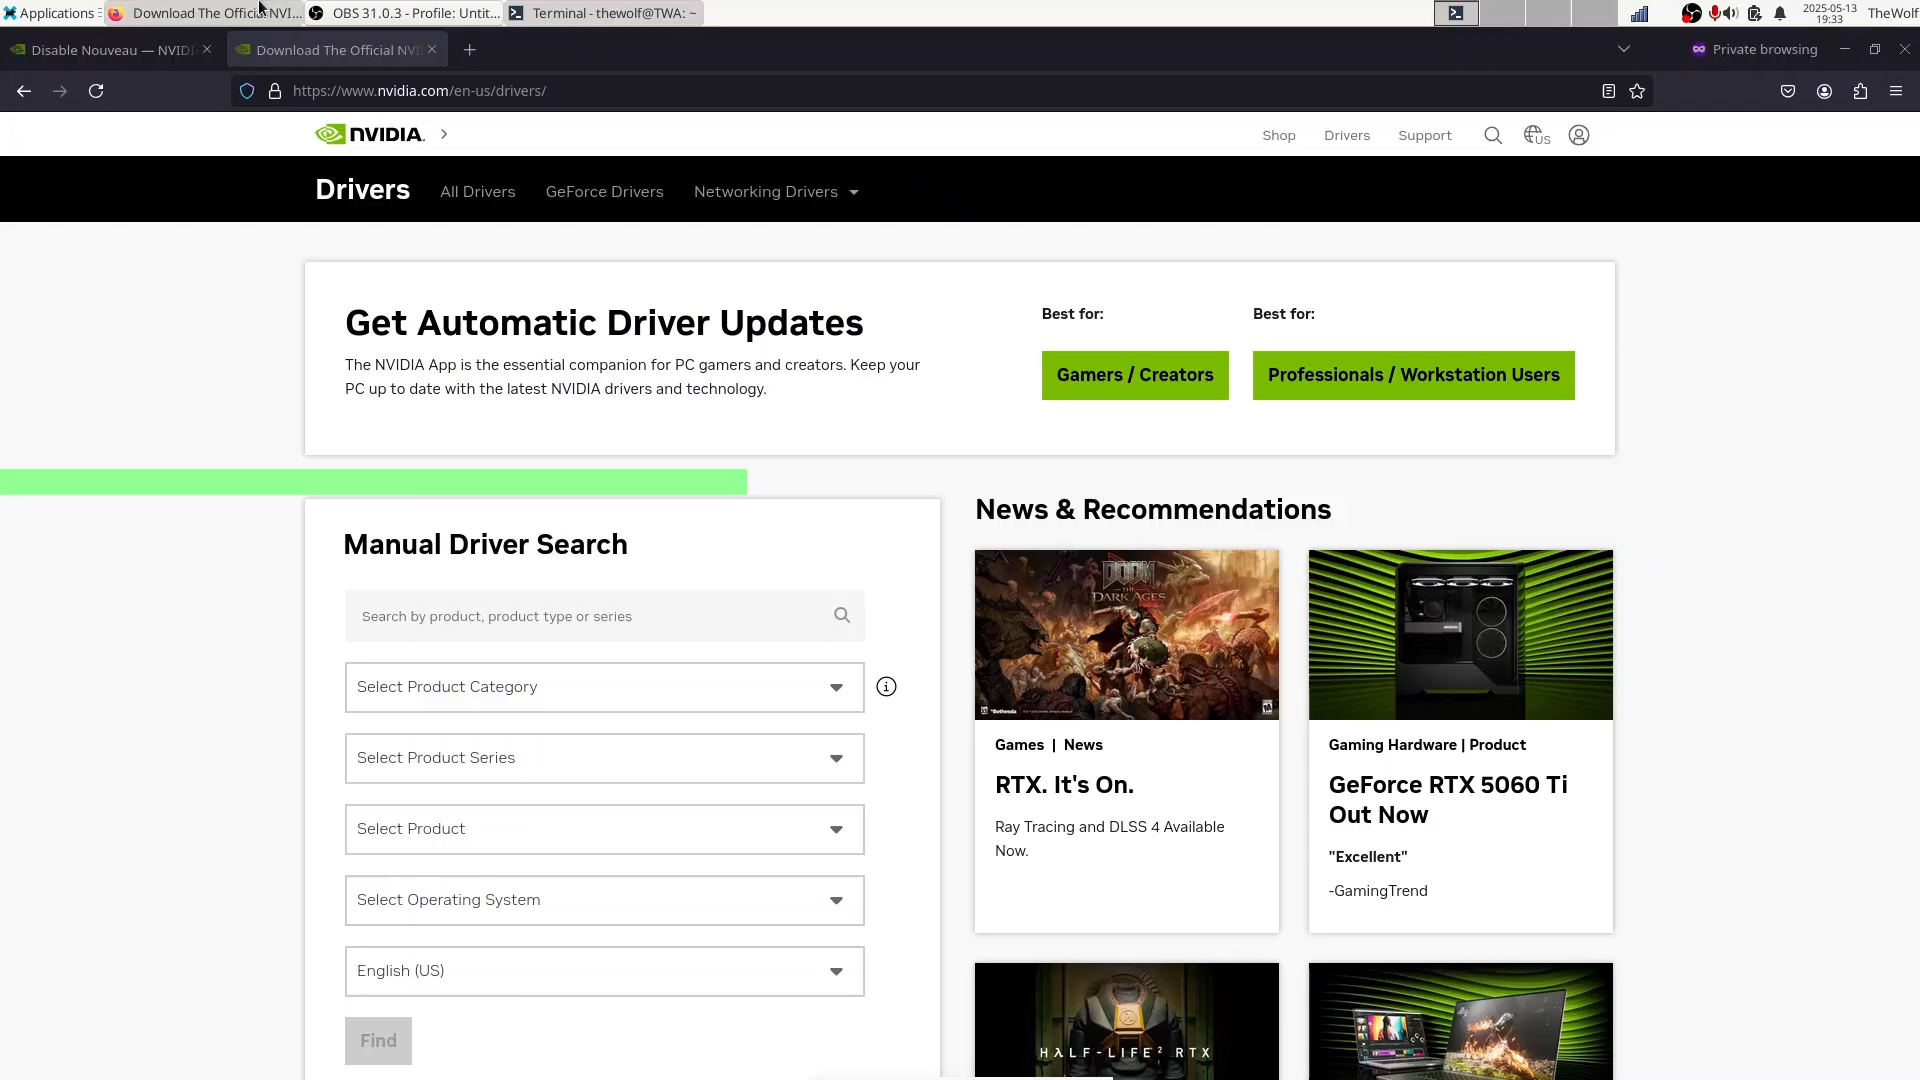 Applications
Download The Official NVI...
OBS 31.0.3 - Profile: Untit...
Terminal - thewolf@TWA: ~
2025-05-13
19:33
TheWolf
Disable Nouveau — NVIDI
Download The Official NVI
Private browsing
https://www.nvidia.com/en-us/drivers/
NVIDIA.
Shop
Drivers
Support
US
Drivers
All Drivers
GeForce Drivers
Networking Drivers
Get Automatic Driver Updates
The NVIDIA App is the essential companion for PC gamers and creators. Keep your
PC up to date with the latest NVIDIA drivers and technology.
Best for:
Gamers / Creators
Best for:
Professionals / Workstation Users
Manual Driver Search
Search by product, product type or series
Select Product Category
Select Product Series
Select Product
Select Operating System
English (US)
Find
News & Recommendations
DOOM
THE
DARK AGES
Bethesda
Games | News
RTX. It's On.
Ray Tracing and DLSS 4 Available
Now.
Gaming Hardware | Product
GeForce RTX 5060 Ti
Out Now
"Excellent"
-GamingTrend
HλLF-LIFE² RTX